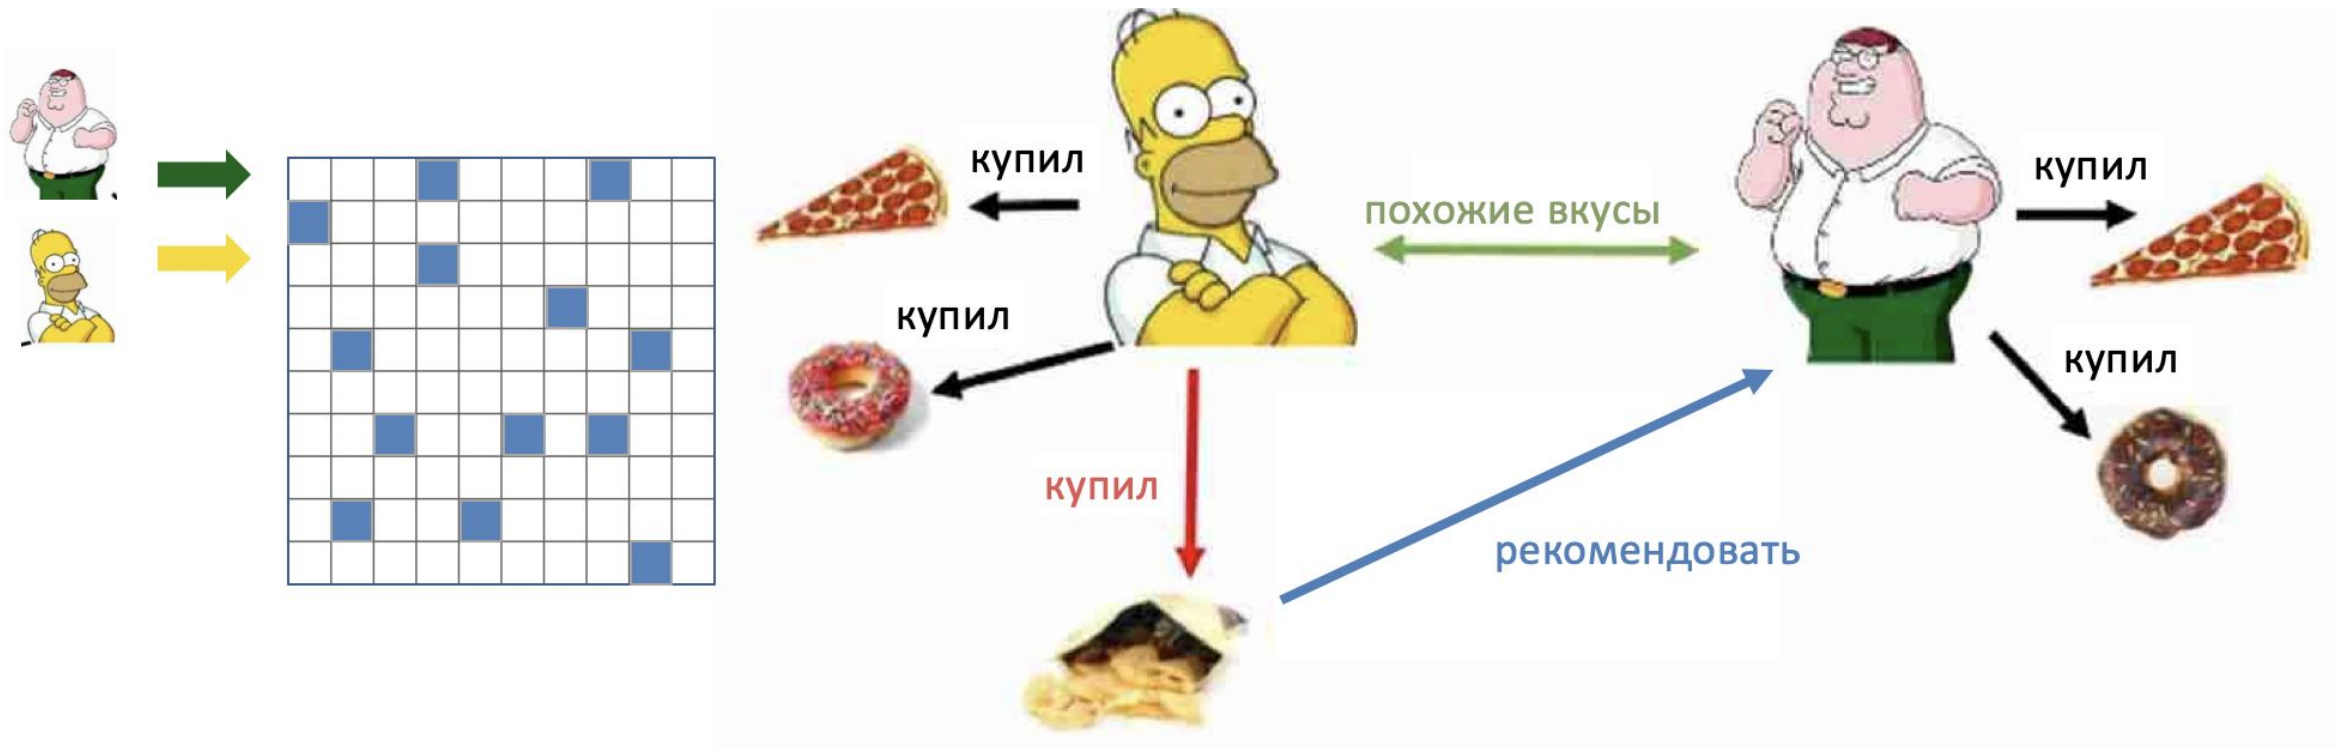 купил
купил
похожие вкусы
купил
купил
купил
рекомендовать